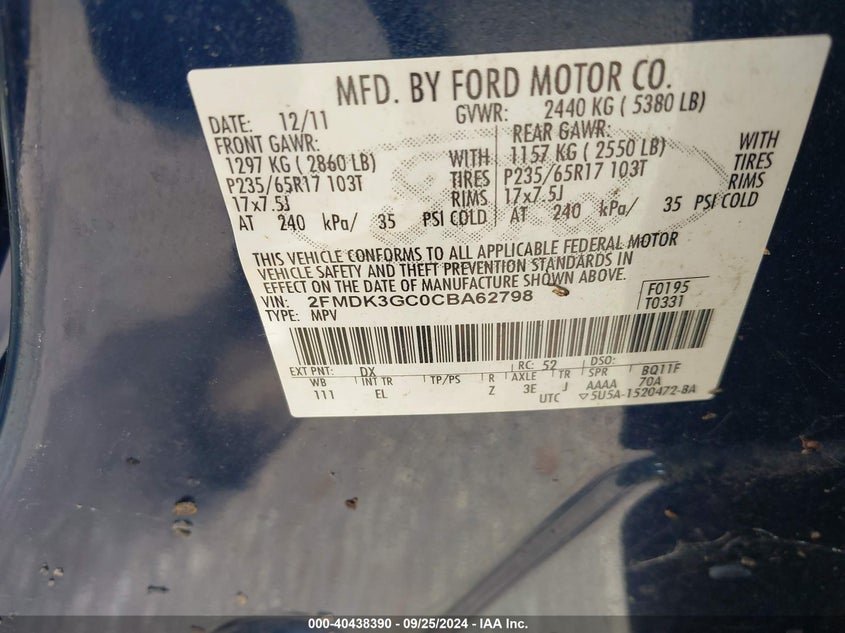 MFD. BY FORD MOTOR CO.
DATE: 12/11 GVWR: 2440 KG ( 5380 LB)
FRONT GAWR: REAR GAWR:
1297 KG ( 2860 LB) WITH 1157 KG ( 2550 LB) WITH
P235/65R17 103T TIRES P235/65R17 103T TIRES
17x7.5J RIMS 17x7.5J RIMS
AT 240 kPa/ 35 PSI COLD AT 240 kPa/ 35 PSI COLD
THIS VEHICLE CONFORMS TO ALL APPLICABLE FEDERAL MOTOR
VEHICLE SAFETY AND THEFT PREVENTION STANDARDS IN
EFFECT ON THE DATE OF MANUFACTURE SHOWN ABOVE.
VIN: 2FMDK3GC0CBA62798 F0195
TYPE: MPV T0331
EXT PNT: DX RC: 52 DSO:
WB INT TR TP/PS R AXLE TR SPR BQ11F
111 EL Z 3E J AAAA 70A
UTC ▽5U5A-1520472-BA
000-40438390 - 09/25/2024 - IAA Inc.